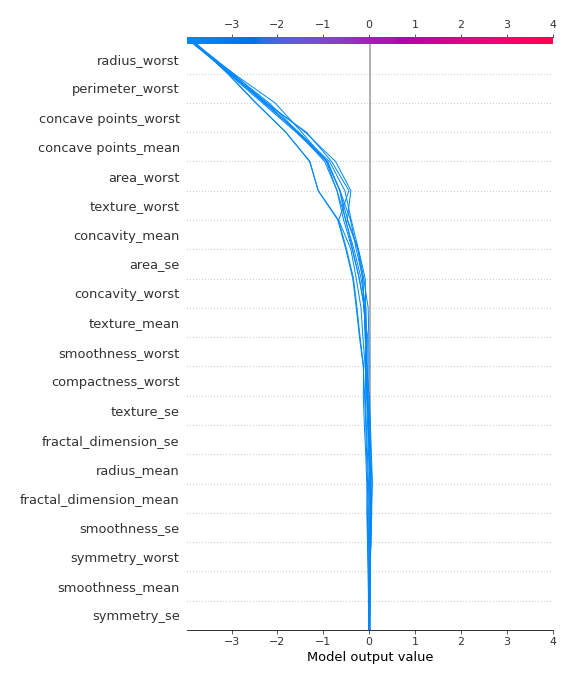 −3 −2 −1 0 1 2 3 4
radius_worst
perimeter_worst
concave points_worst
concave points_mean
area_worst
texture_worst
concavity_mean
area_se
concavity_worst
texture_mean
smoothness_worst
compactness_worst
texture_se
fractal_dimension_se
radius_mean
fractal_dimension_mean
smoothness_se
symmetry_worst
smoothness_mean
symmetry_se
−3 −2 −1 0 1 2 3 4
Model output value